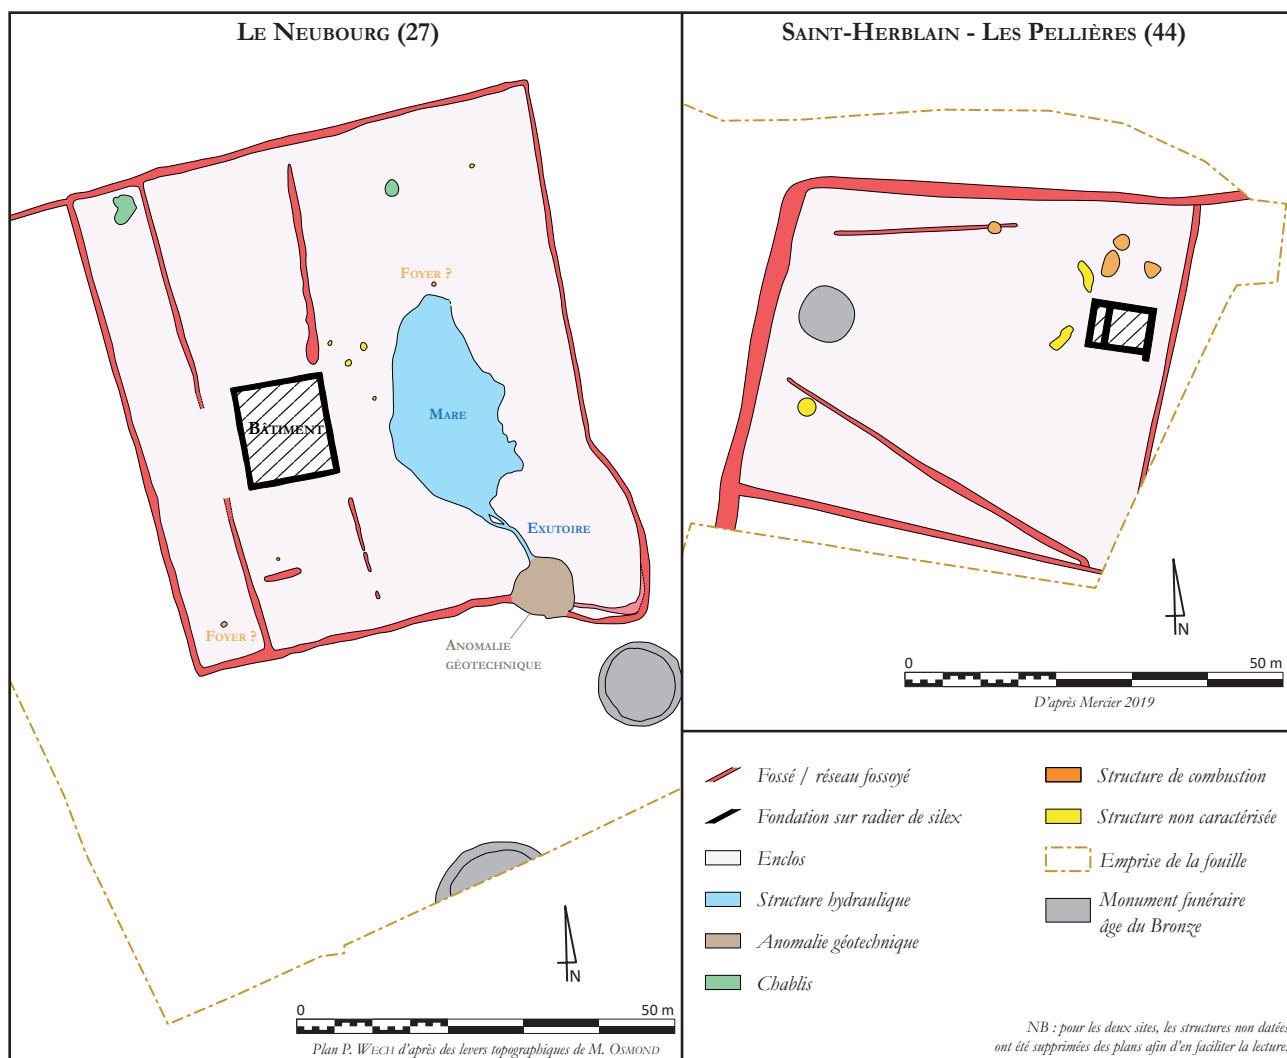 LE NEUBOURG (27)
FOYER ?
MARE
BÂTIMENT
EXUTOIRE
FOYER ?
ANOMALIE
GÉOTECHNIQUE
N
0 50 m
Plan P. WECH d'après des levers topographiques de M. OSMOND
SAINT-HERBLAIN - LES PELLIÈRES (44)
N
0 50 m
D'après Mercier 2019
Fossé / réseau fossoyé
Fondation sur radier de silex
Enclos
Structure hydraulique
Anomalie géotechnique
Chablis
Structure de combustion
Structure non caractérisée
Emprise de la fouille
Monument funéraire
âge du Bronze
NB : pour les deux sites, les structures non datées
ont été supprimées des plans afin d'en faciliter la lecture.